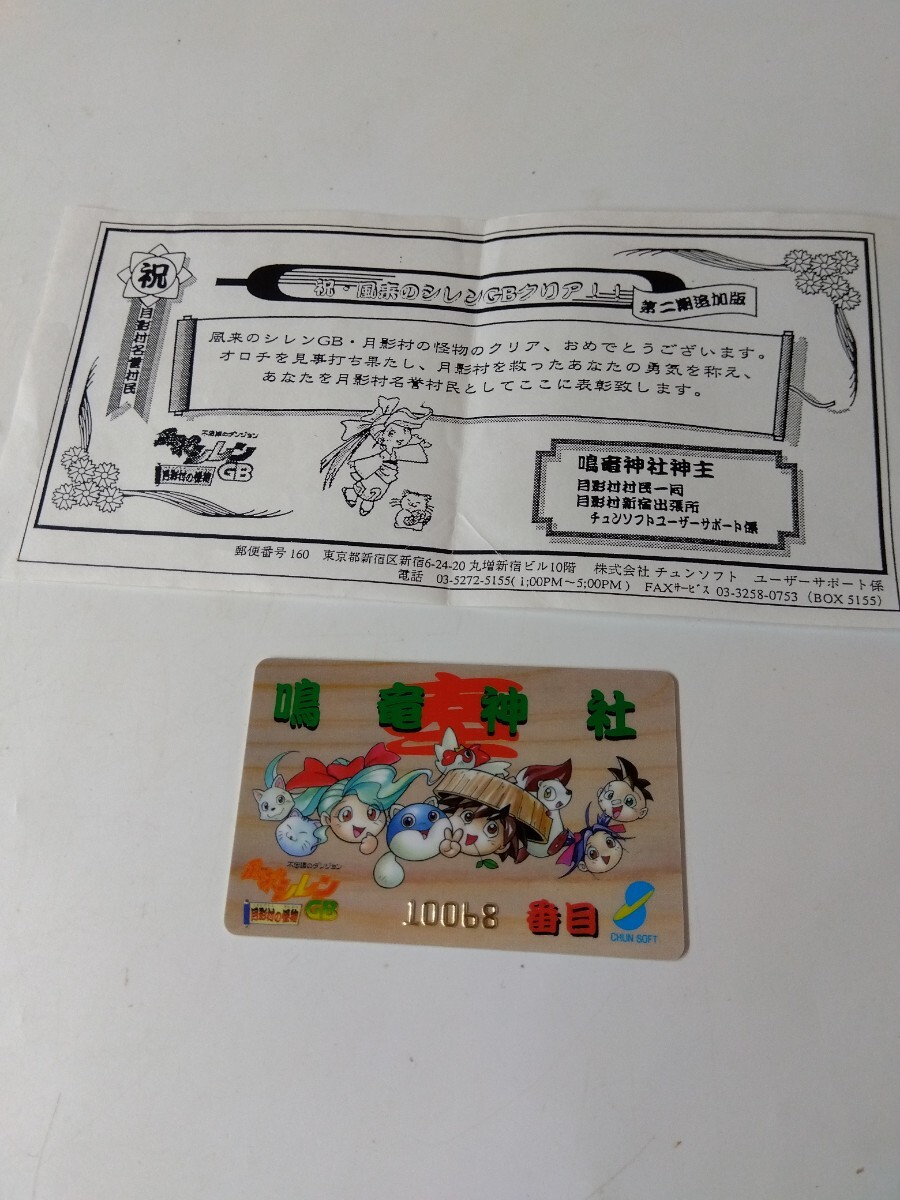 祝
月影村名誉村民
祝・風来のシレンGBクリア！！
第二期追加版
風来のシレンGB・月影村の怪物のクリア、おめでとうございます。
オロチを見事打ち果たし、月影村を救ったあなたの勇気を称え、
あなたを月影村名誉村民としてここに表彰致します。
不思議のダンジョン
風来のシレン
GB
月影村の怪物
鳴竜神社神主
月影村村民一同
月影村新宿出張所
チュンソフトユーザーサポート係
郵便番号160 東京都新宿区新宿6-24-20 丸増新宿ビル10階 株式会社 チュンソフト ユーザーサポート係
電話 03-5272-5155( 1;00PM〜5;00PM ) FAXｻｰﾋﾞｽ 03-3258-0753 (BOX 5155)
鳴竜神社
不思議のダンジョン
風来のシレン
GB
月影村の怪物
10068 番目
CHUN SOFT